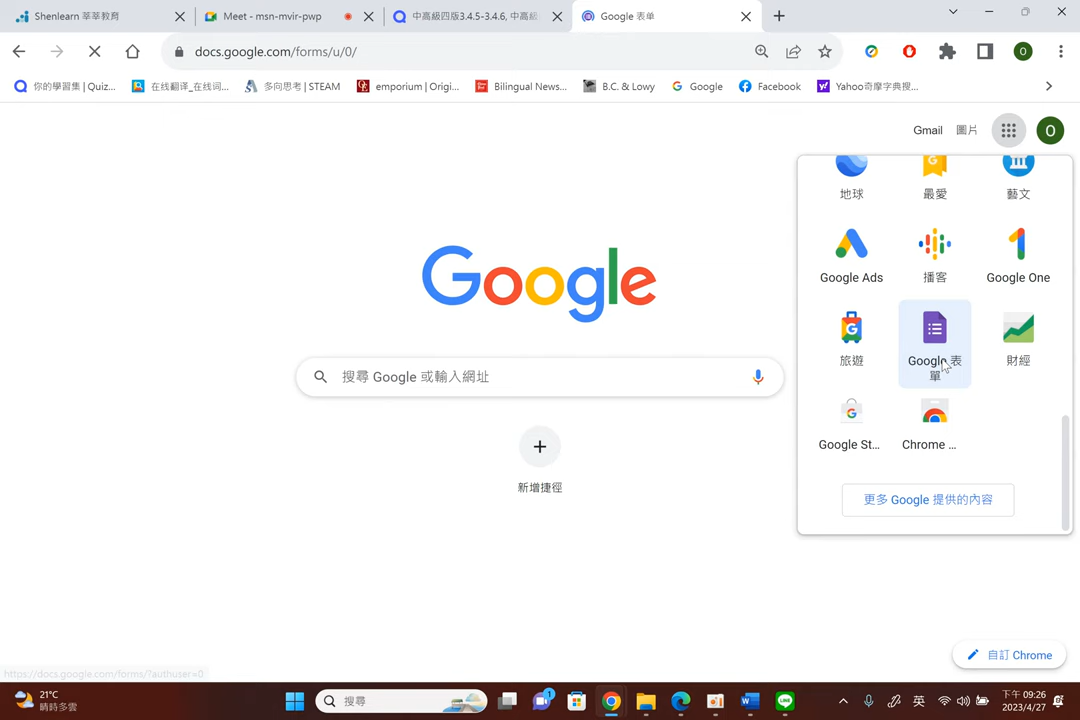 Shenlearn 莘莘教育
Meet - msn-mvir-pwp
中高級四版3.4.5-3.4.6, 中高級
Google 表單
docs.google.com/forms/u/0/
O
你的學習集 | Quiz...
在线翻译_在线词...
多向思考 | STEAM
emporium | Origi...
Bilingual News...
B.C. & Lowy
Google
Facebook
Yahoo奇摩字典搜...
Gmail
圖片
O
地球
最愛
藝文
Google Ads
播客
Google One
旅遊
Google 表
單
財經
Google St...
Chrome ...
更多 Google 提供的內容
Google
搜尋 Google 或輸入網址
新增捷徑
自訂 Chrome
https://docs.google.com/forms/?authuser=0
21°C
晴時多雲
搜尋
1
英
下午 09:26
2023/4/27